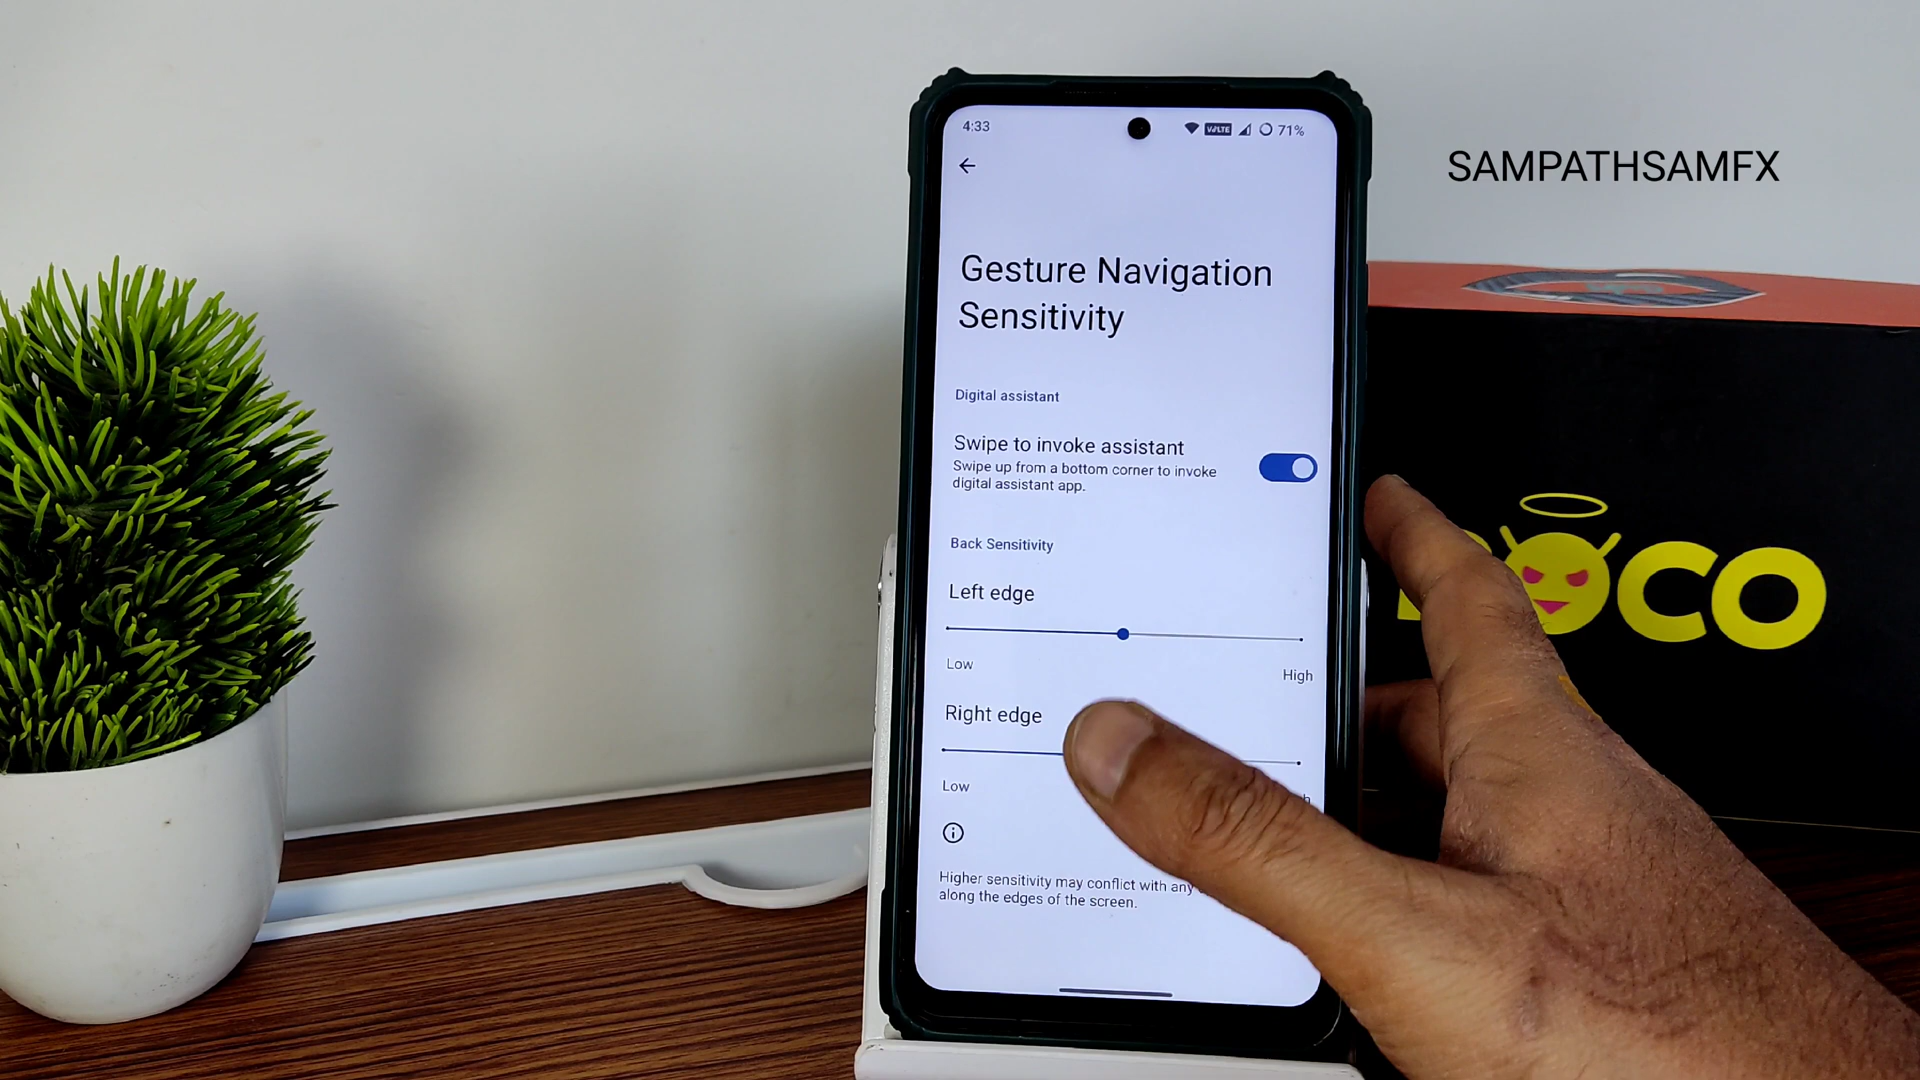 4:33
VoLTE
71%
SAMPATHSAMFX
Gesture Navigation
Sensitivity
Digital assistant
Swipe to invoke assistant
Swipe up from a bottom corner to invoke
digital assistant app.
Back Sensitivity
Left edge
Low
High
Right edge
Low
Higher sensitivity may conflict with any
along the edges of the screen.
POCO